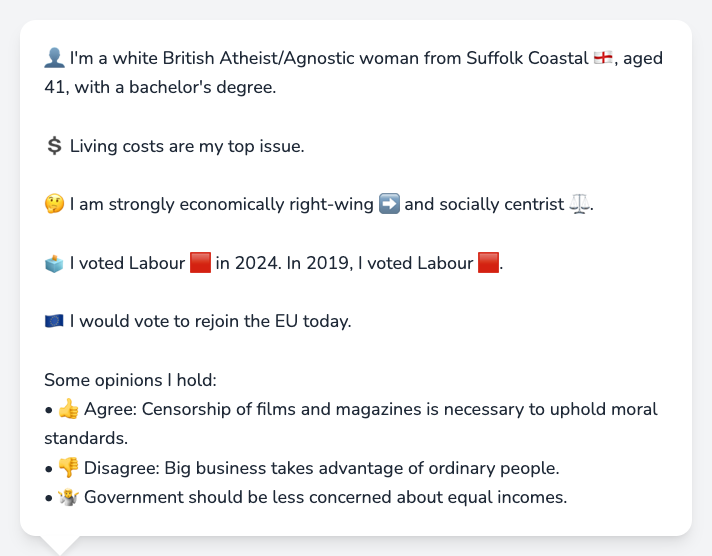 👤 I'm a white British Atheist/Agnostic woman from Suffolk Coastal 🏴󠁧󠁢󠁥󠁮󠁧󠁿, aged
41, with a bachelor's degree.
💲 Living costs are my top issue.
🤔 I am strongly economically right-wing ➡️ and socially centrist ⚖️.
🗳️ I voted Labour 🟥 in 2024. In 2019, I voted Labour 🟥.
🇪🇺 I would vote to rejoin the EU today.
Some opinions I hold:
• 👍 Agree: Censorship of films and magazines is necessary to uphold moral
standards.
• 👎 Disagree: Big business takes advantage of ordinary people.
• 🤷 Government should be less concerned about equal incomes.